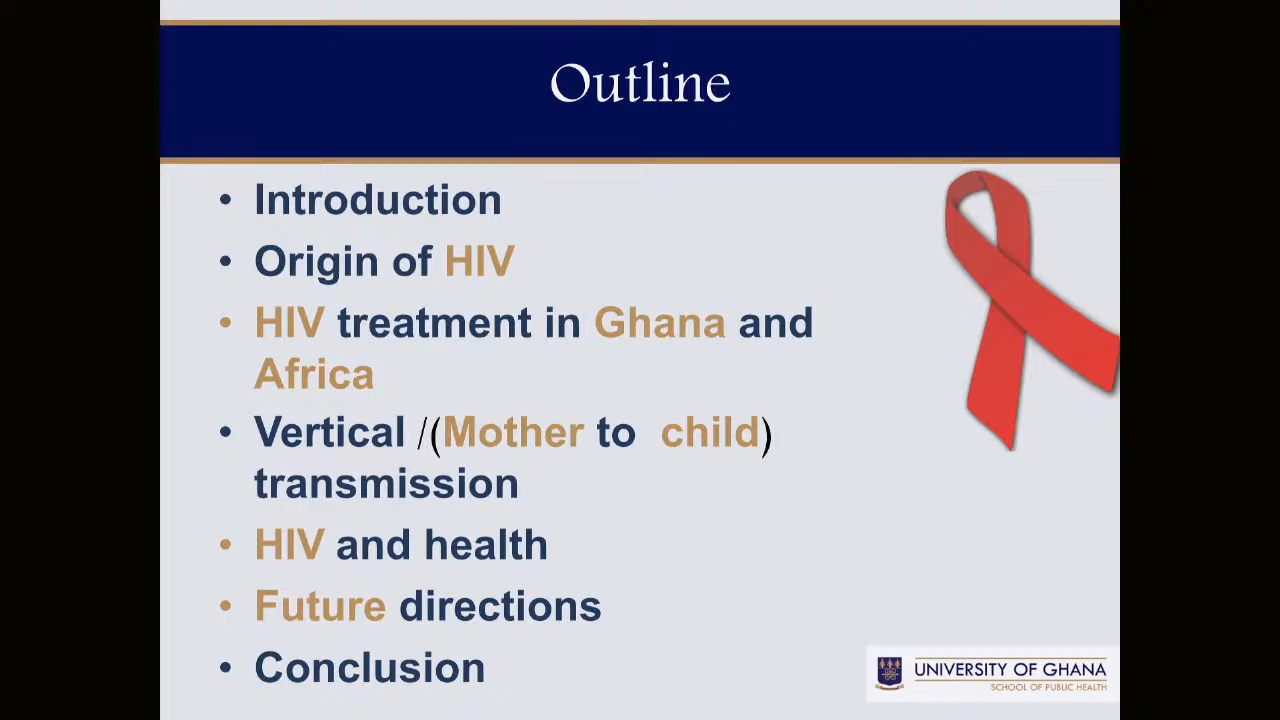 Outline
• Introduction
• Origin of HIV
• HIV treatment in Ghana and
Africa
• Vertical /(Mother to  child)
transmission
• HIV and health
• Future directions
• Conclusion
UNIVERSITY OF GHANA
SCHOOL OF PUBLIC HEALTH